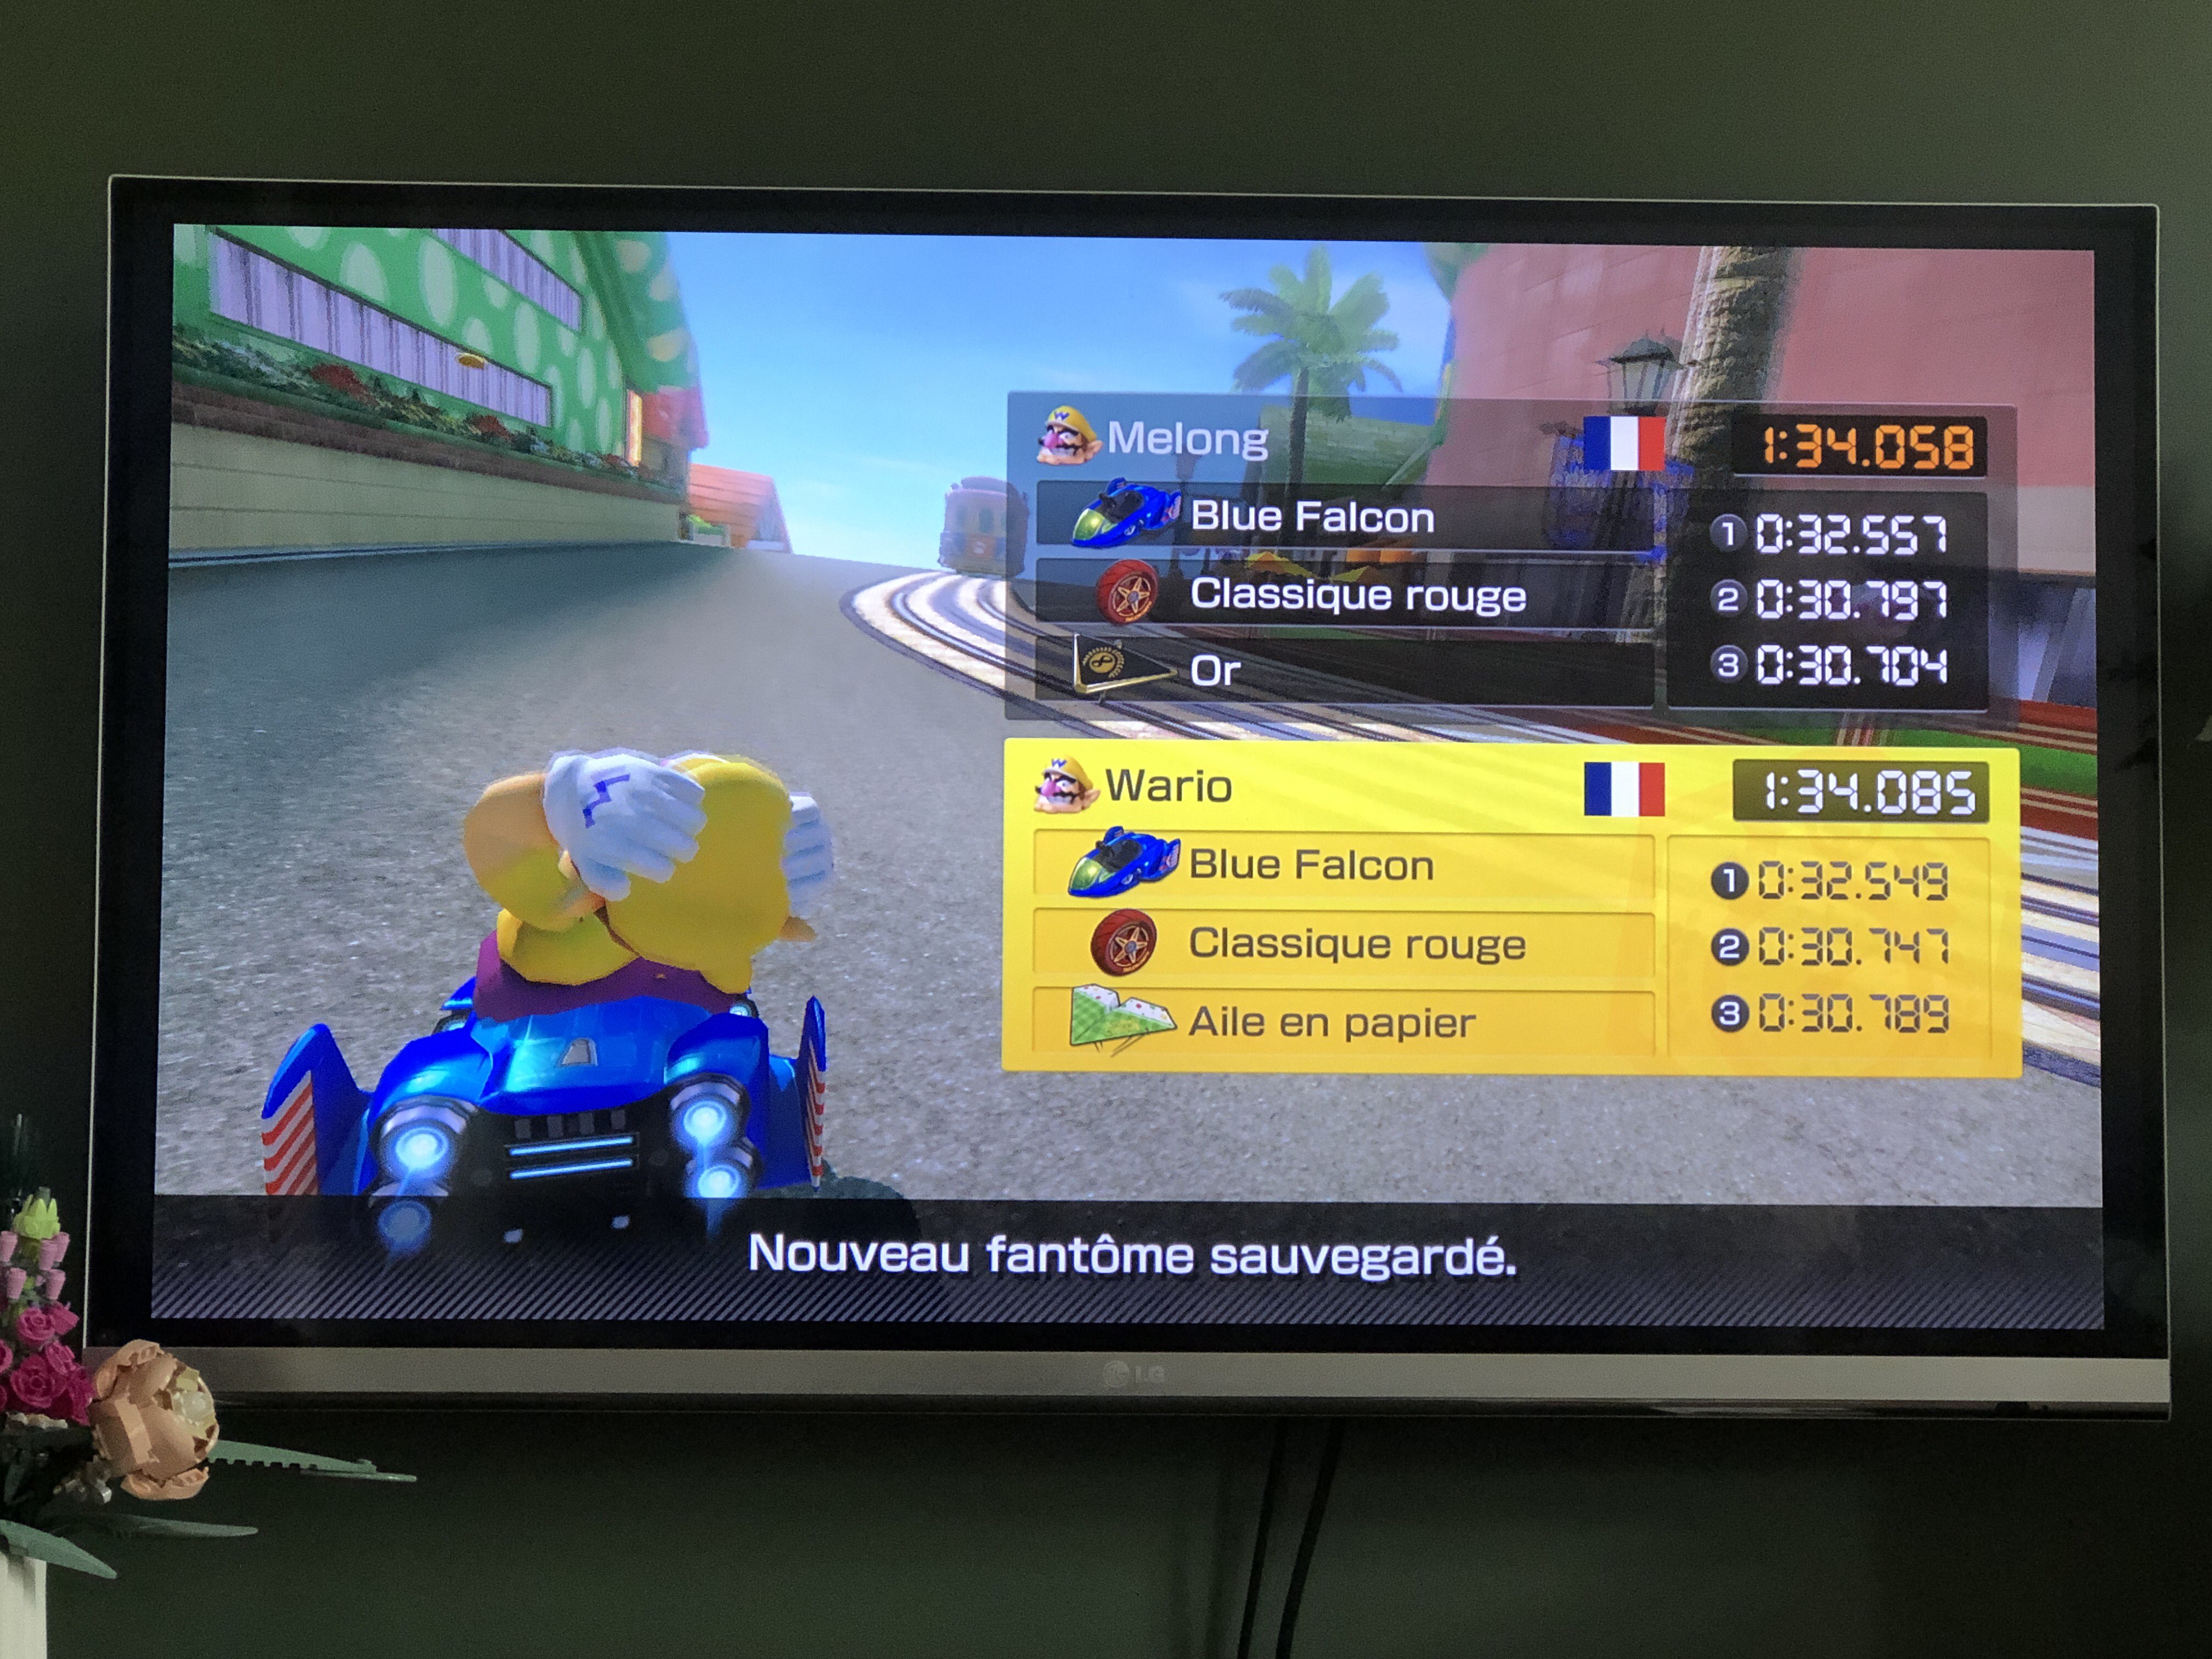 Melong 1:34.058
Blue Falcon
1 0:32.557
Classique rouge
2 0:30.797
Or
3 0:30.704
Wario 1:34.085
Blue Falcon
1 0:32.549
Classique rouge
2 0:30.747
Aile en papier
3 0:30.789
Nouveau fantôme sauvegardé.
LG